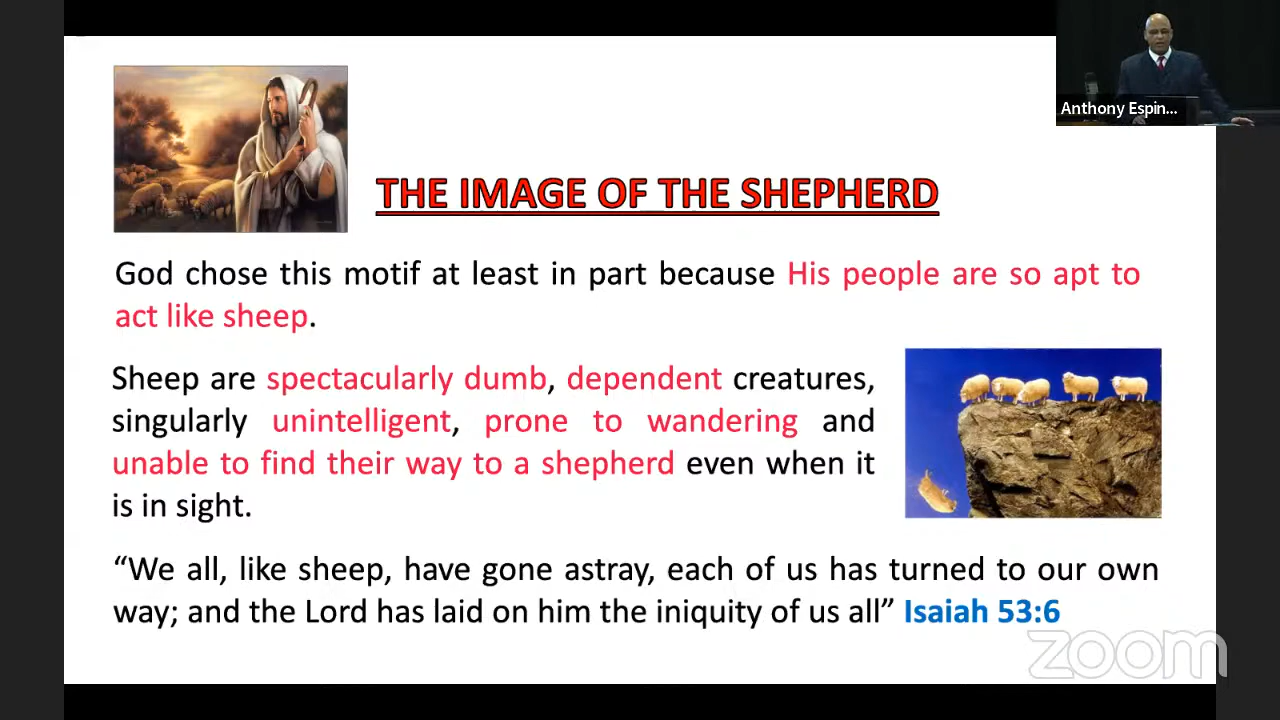 Anthony Espin...
THE IMAGE OF THE SHEPHERD
God chose this motif at least in part because His people are so apt to
act like sheep.
Sheep are spectacularly dumb, dependent creatures,
singularly unintelligent, prone to wandering and
unable to find their way to a shepherd even when it
is in sight.
“We all, like sheep, have gone astray, each of us has turned to our own
way; and the Lord has laid on him the iniquity of us all” Isaiah 53:6
zoom